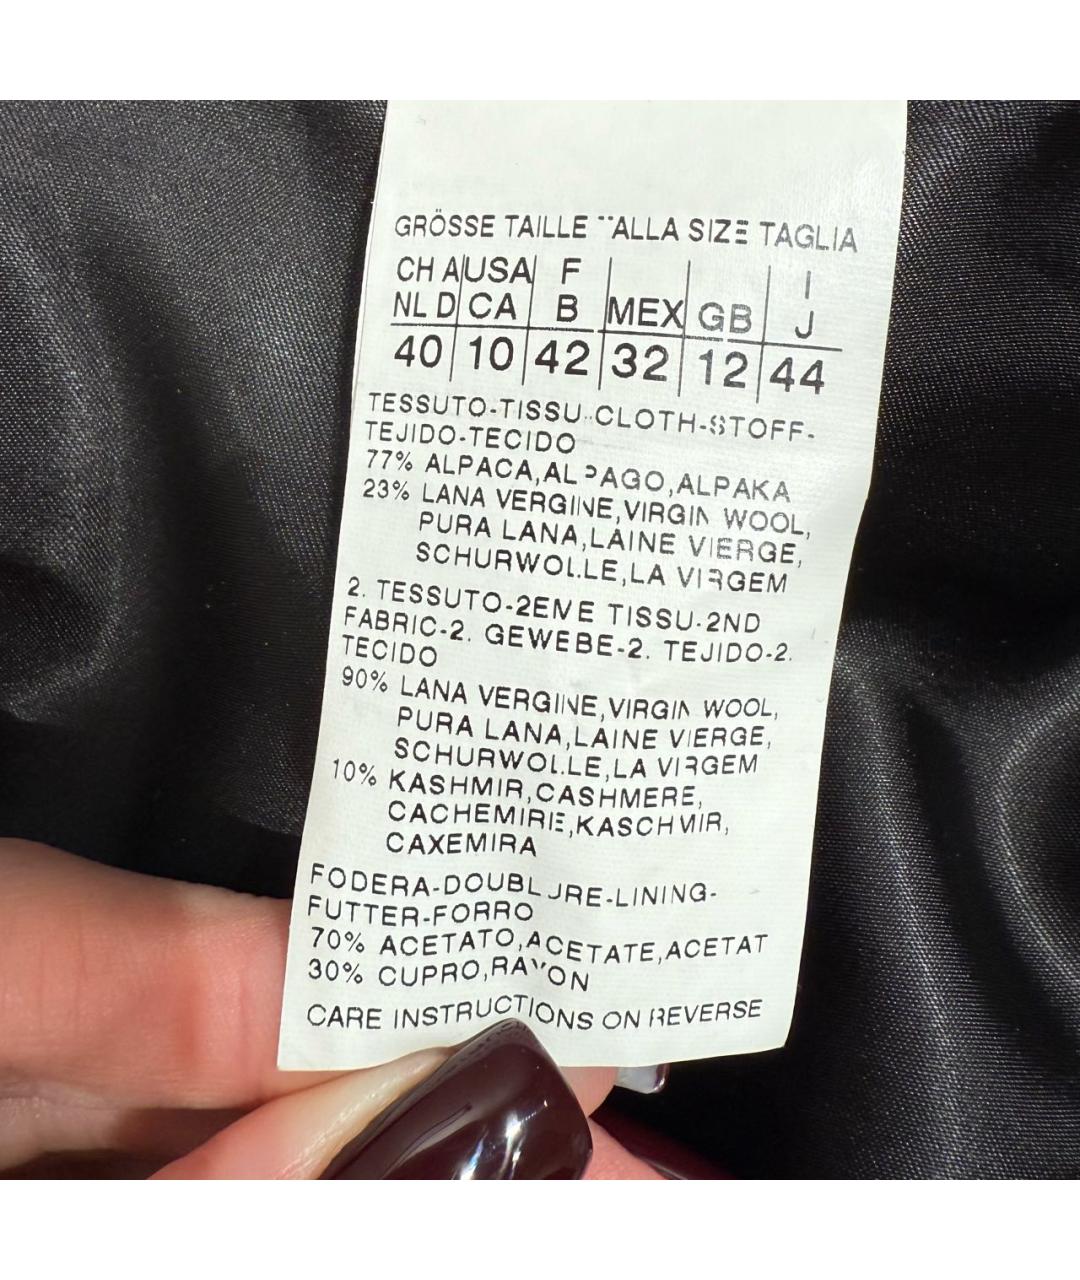 GRÖSSE TAILLE TALLA SIZE TAGLIA
CH A USA F I
NL D CA B MEX GB J
40 10 42 32 12 44
TESSUTO-TISSU-CLOTH-STOFF-
TEJIDO-TECIDO
77% ALPACA,ALPAGO,ALPAKA
23% LANA VERGINE,VIRGIN WOOL,
PURA LANA,LAINE VIERGE,
SCHURWOLLE,LA VIRGEM
2. TESSUTO-2EME TISSU-2ND
FABRIC-2. GEWEBE-2. TEJIDO-2.
TECIDO
90% LANA VERGINE,VIRGIN WOOL,
PURA LANA,LAINE VIERGE,
SCHURWOLLE,LA VIRGEM
10% KASHMIR,CASHMERE,
CACHEMIRE,KASCHMIR,
CAXEMIRA
FODERA-DOUBLURE-LINING-
FUTTER-FORRO
70% ACETATO,ACETATE,ACETAT
30% CUPRO,RAYON
CARE INSTRUCTIONS ON REVERSE